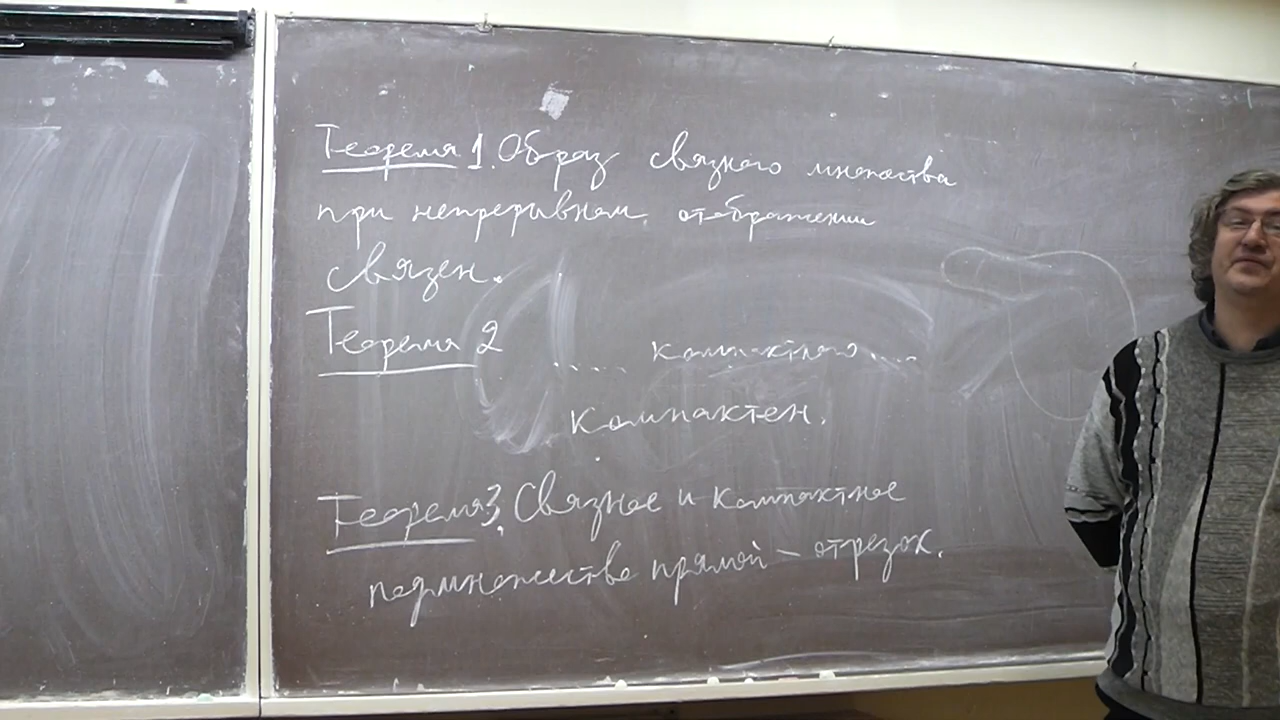 Теорема 1. Образ связного множества
при непрерывном отображении
связен.
Теорема 2 ..... компактного ....
компактен.
Теорема 3. Связное и компактное
подмножество прямой – отрезок.